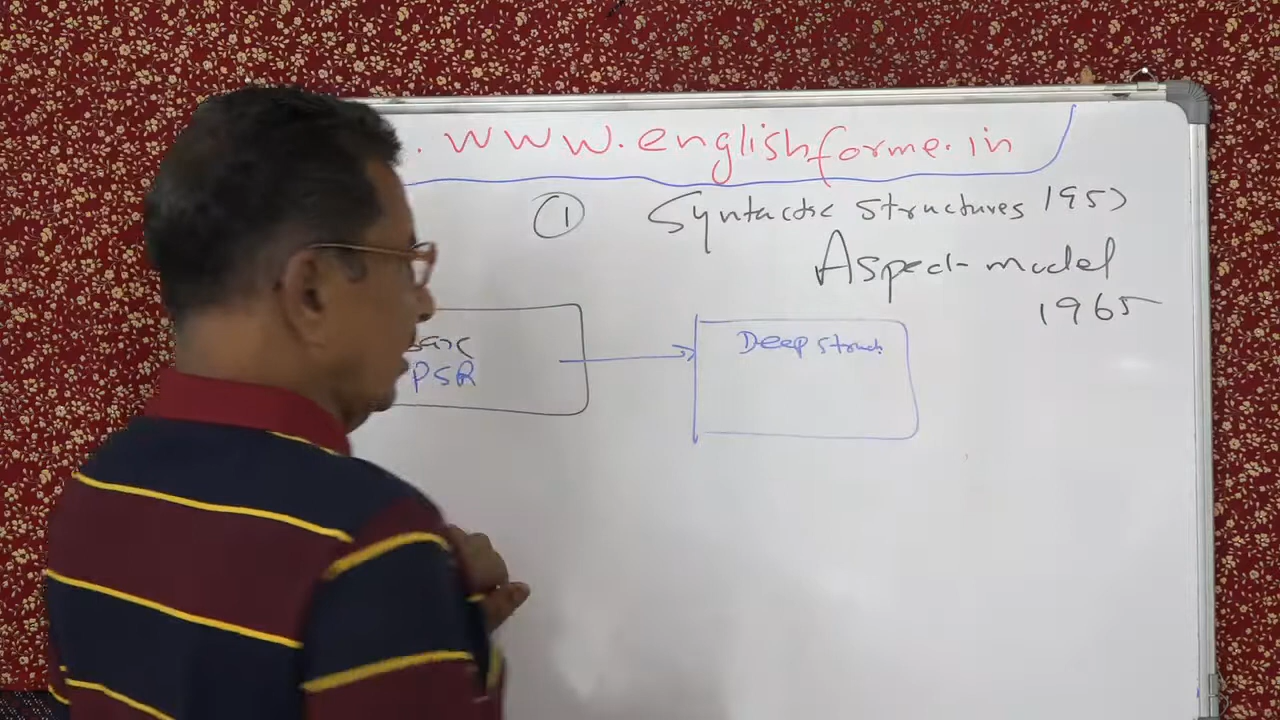 . www.englishforme.in
① Syntactic Structures 1957
Aspect-model
1965
PSR
Deep struct.